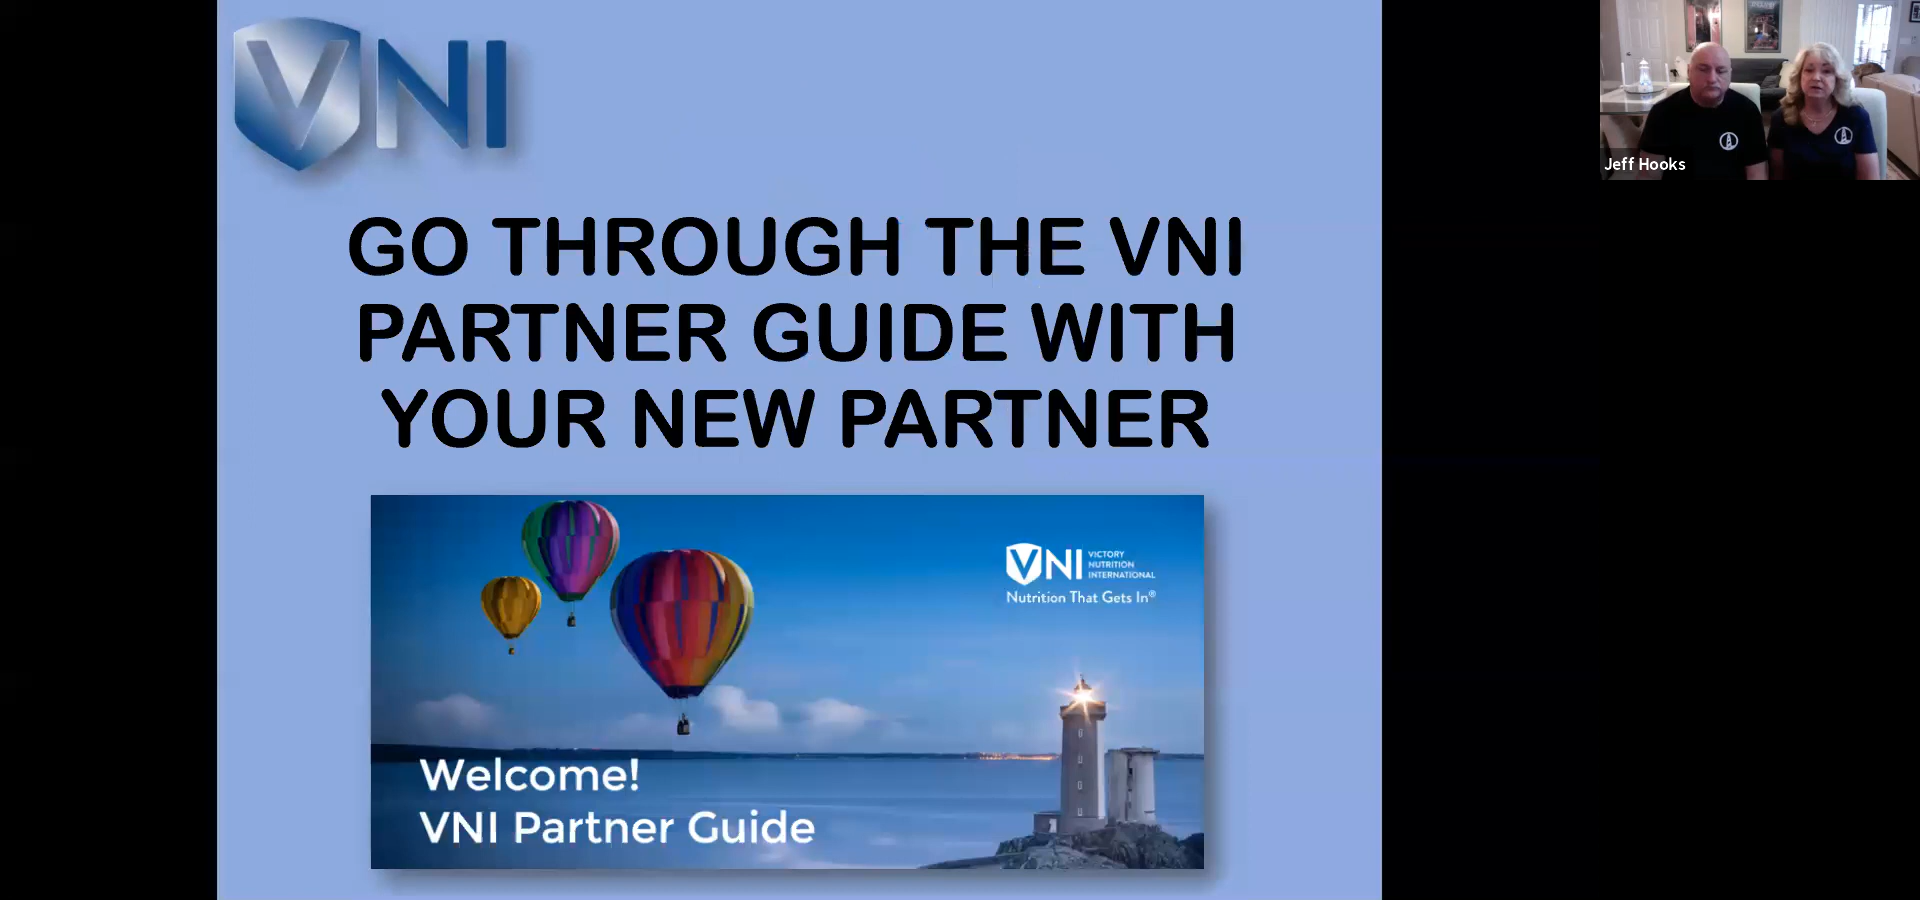 VNI
GO THROUGH THE VNI
PARTNER GUIDE WITH
YOUR NEW PARTNER
VNI VICTORY
NUTRITION
INTERNATIONAL
Nutrition That Gets In®
Welcome!
VNI Partner Guide
Jeff Hooks